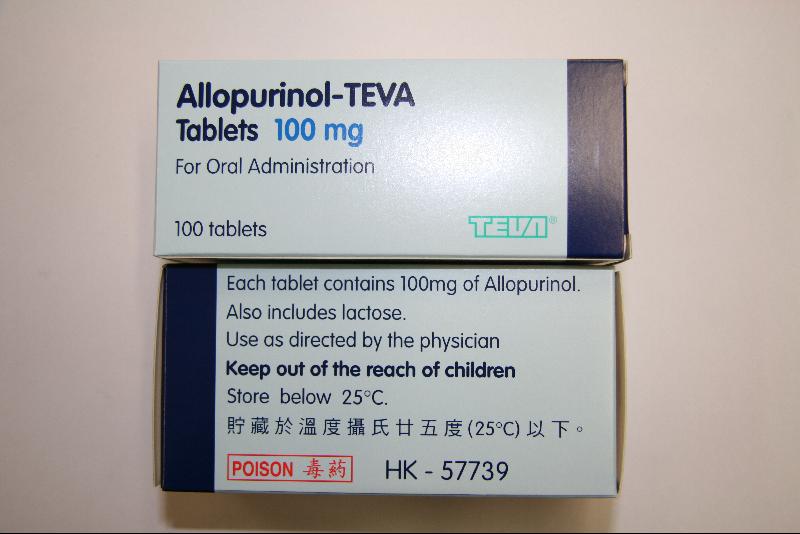 Allopurinol-TEVA
Tablets 100 mg
For Oral Administration
100 tablets
TEVA®
Each tablet contains 100mg of Allopurinol.
Also includes lactose.
Use as directed by the physician
Keep out of the reach of children
Store below 25°C.
貯藏於溫度攝氏廿五度(25°C)以下。
POISON 毒葯 HK - 57739